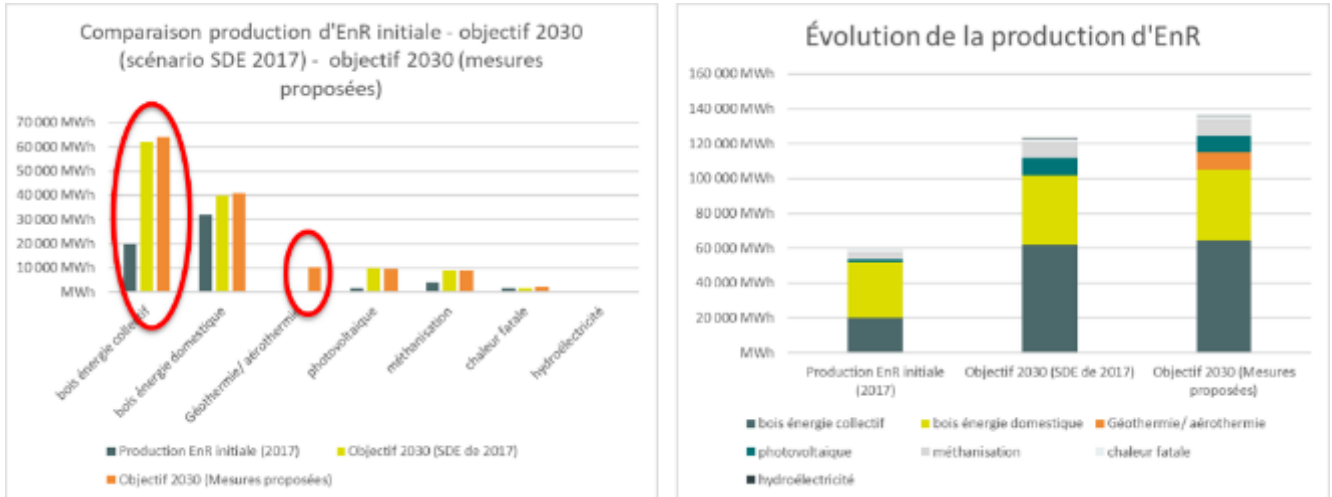 Comparaison production d'EnR initiale - objectif 2030
(scénario SDE 2017) - objectif 2030 (mesures
proposées)
70 000 MWh
60 000 MWh
50 000 MWh
40 000 MWh
30 000 MWh
20 000 MWh
10 000 MWh
MWh
bois énergie collectif
bois énergie domestique
Géothermie/ aérothermie
photovoltaique
méthanisation
chaleur fatale
hydroélectricité
Production EnR initiale (2017)
Objectif 2030 (SDE de 2017)
Objectif 2030 (Mesures proposées)
Évolution de la production d'EnR
160 000 MWh
140 000 MWh
120 000 MWh
100 000 MWh
80 000 MWh
60 000 MWh
40 000 MWh
20 000 MWh
MWh
Production EnR initiale
(2017)
Objectif 2030 (SDE de 2017)
Objectif 2030 (Mesures
proposées)
bois énergie collectif
bois énergie domestique
Géothermie/ aérothermie
photovoltaique
méthanisation
chaleur fatale
hydroélectricité